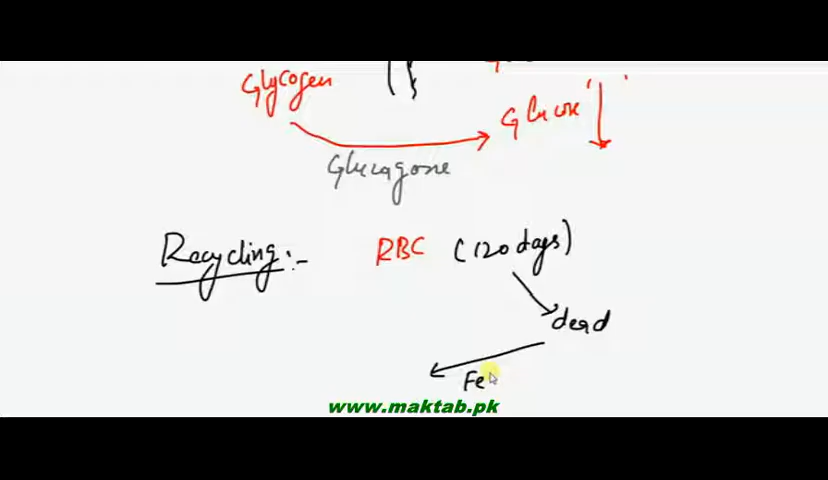 Glycogen
Glucose
Glucagone
Recycling:- RBC (120 days)
dead
Fe
www.maktab.pk